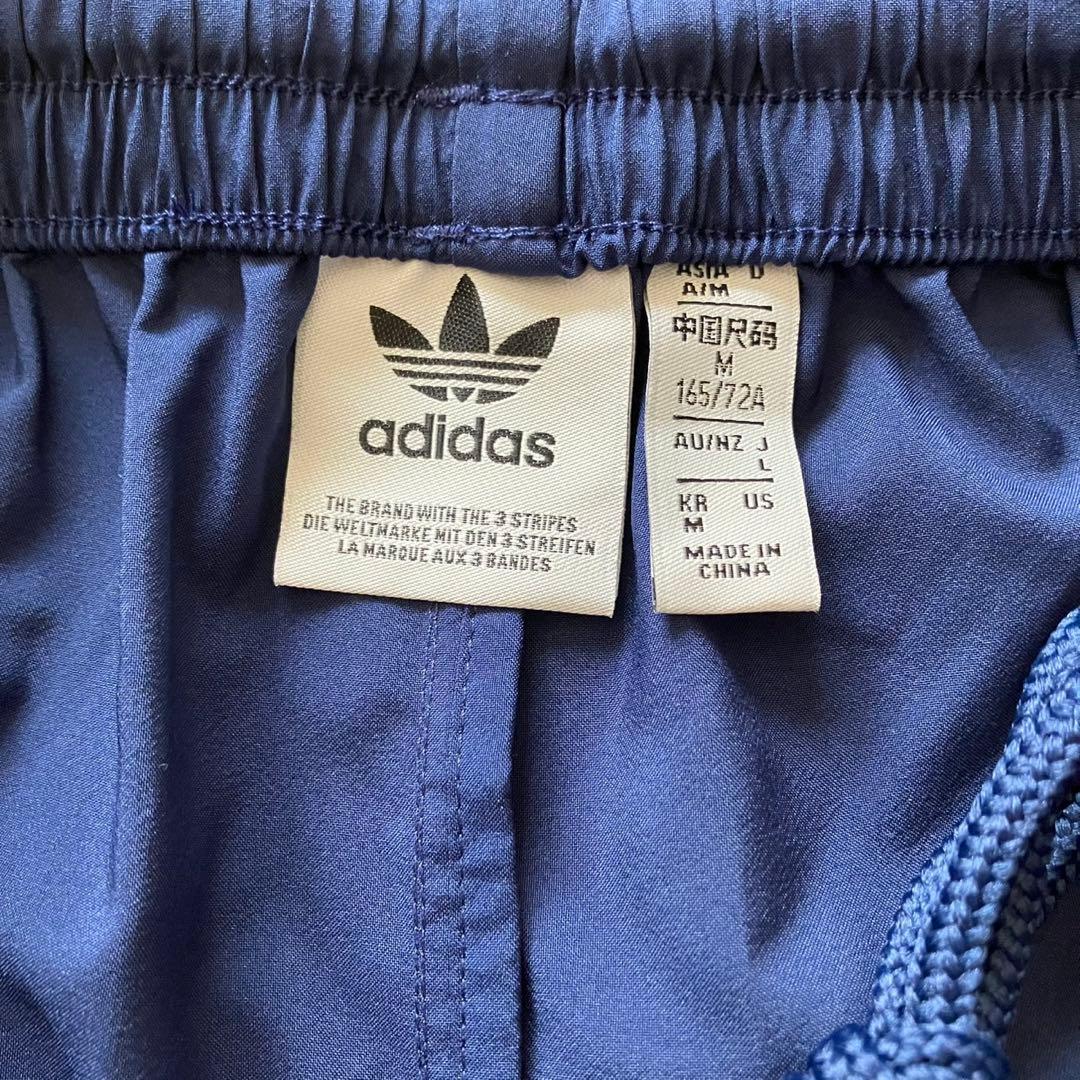 adidas
THE BRAND WITH THE 3 STRIPES
DIE WELTMARKE MIT DEN 3 STREIFEN
LA MARQUE AUX 3 BANDES
ASIA D
A/M
中国尺码
M
165/72A
AU/NZ J
L
KR US
M
MADE IN
CHINA